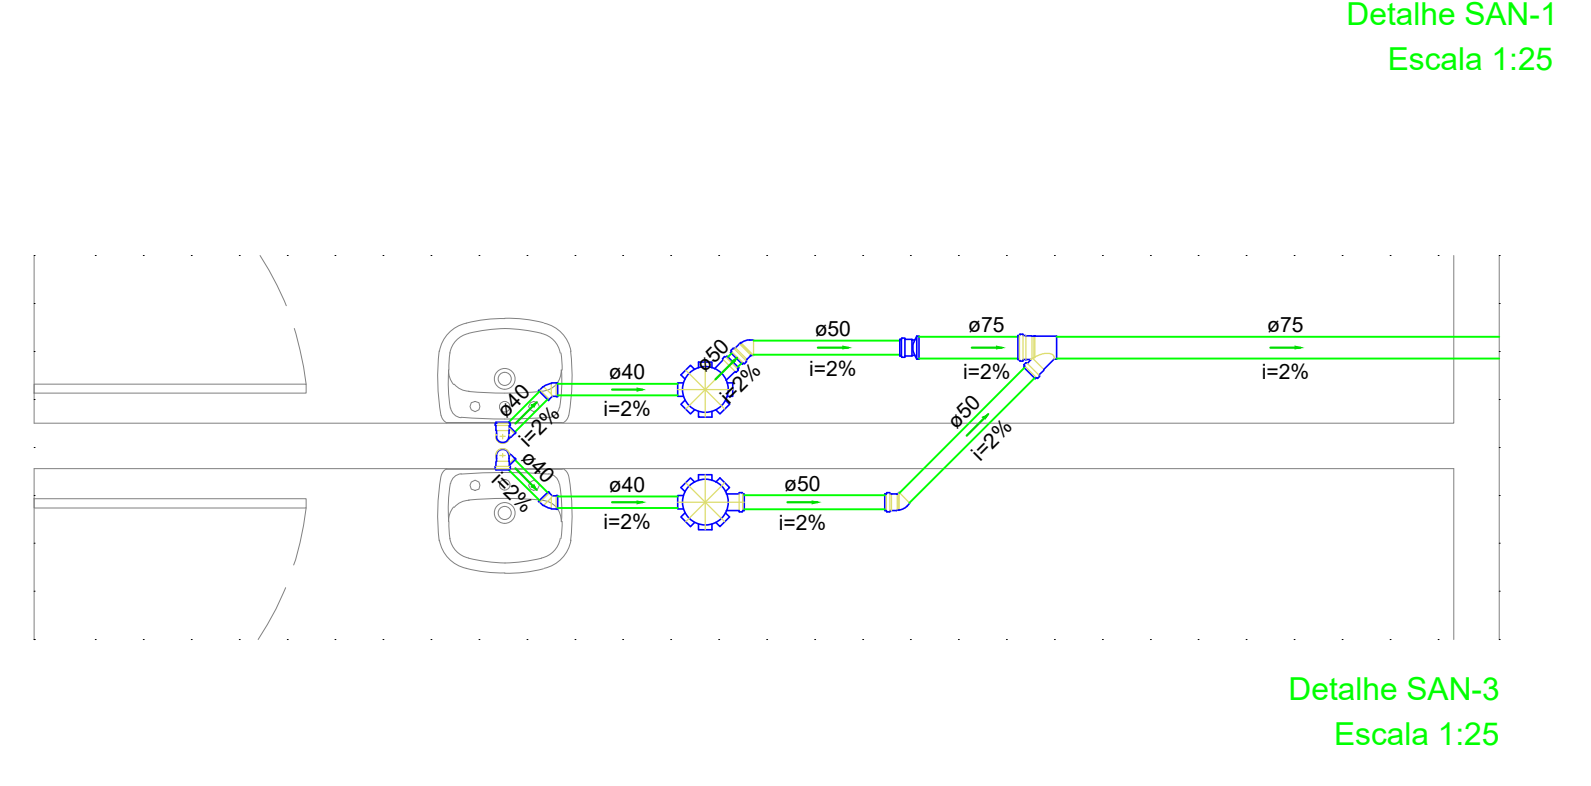 Detalhe SAN-1
Escala 1:25
ø50
ø75
ø75
i=2%
i=2%
i=2%
ø50
i=2%
ø40
i=2%
ø40
i=2%
ø50
i=2%
ø40
i=2%
ø40
i=2%
ø50
i=2%
Detalhe SAN-3
Escala 1:25